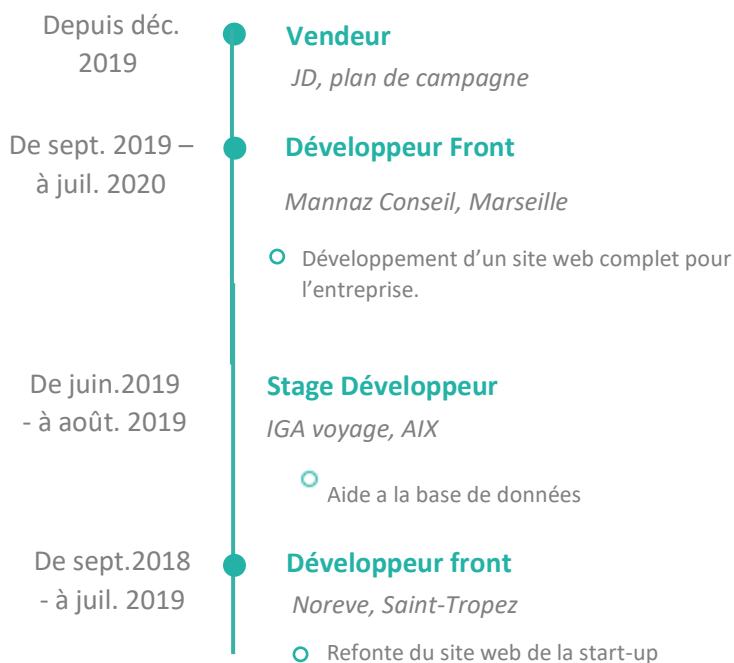 Depuis déc.
2019
Vendeur
JD, plan de campagne
De sept. 2019 –
à juil. 2020
Développeur Front
Mannaz Conseil, Marseille
Développement d’un site web complet pour
l’entreprise.
De juin.2019
- à août. 2019
Stage Développeur
IGA voyage, AIX
Aide a la base de données
De sept.2018
- à juil. 2019
Développeur front
Noreve, Saint-Tropez
Refonte du site web de la start-up